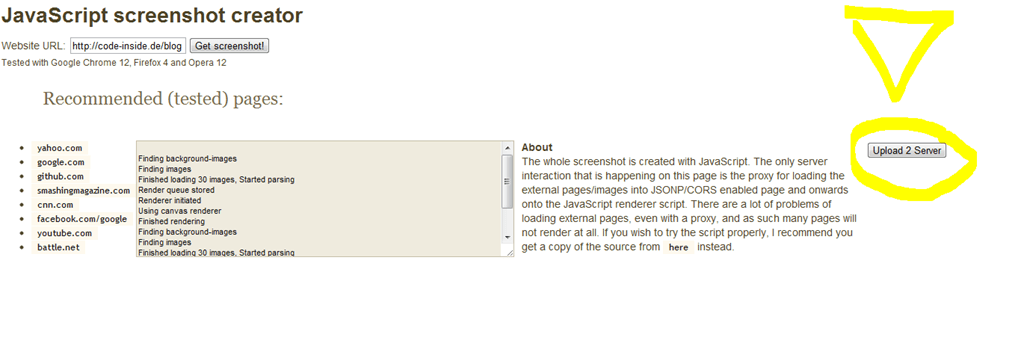 JavaScript screenshot creator
Website URL: http://code-inside.de/blog Get screenshot!
Tested with Google Chrome 12, Firefox 4 and Opera 12
Recommended (tested) pages:
yahoo.com
google.com
github.com
smashingmagazine.com
cnn.com
facebook.com/google
youtube.com
battle.net
Finding background-images
Finding images
Finished loading 30 images, Started parsing
Render queue stored
Renderer initiated
Using canvas renderer
Finished rendering
Finding background-images
Finding images
Finished loading 30 images, Started parsing
About
The whole screenshot is created with JavaScript. The only server
interaction that is happening on this page is the proxy for loading the
external pages/images into JSONP/CORS enabled page and onwards
onto the JavaScript renderer script. There are a lot of problems of
loading external pages, even with a proxy, and as such many pages will
not render at all. If you wish to try the script properly, I recommend you
get a copy of the source from here instead.
Upload 2 Server